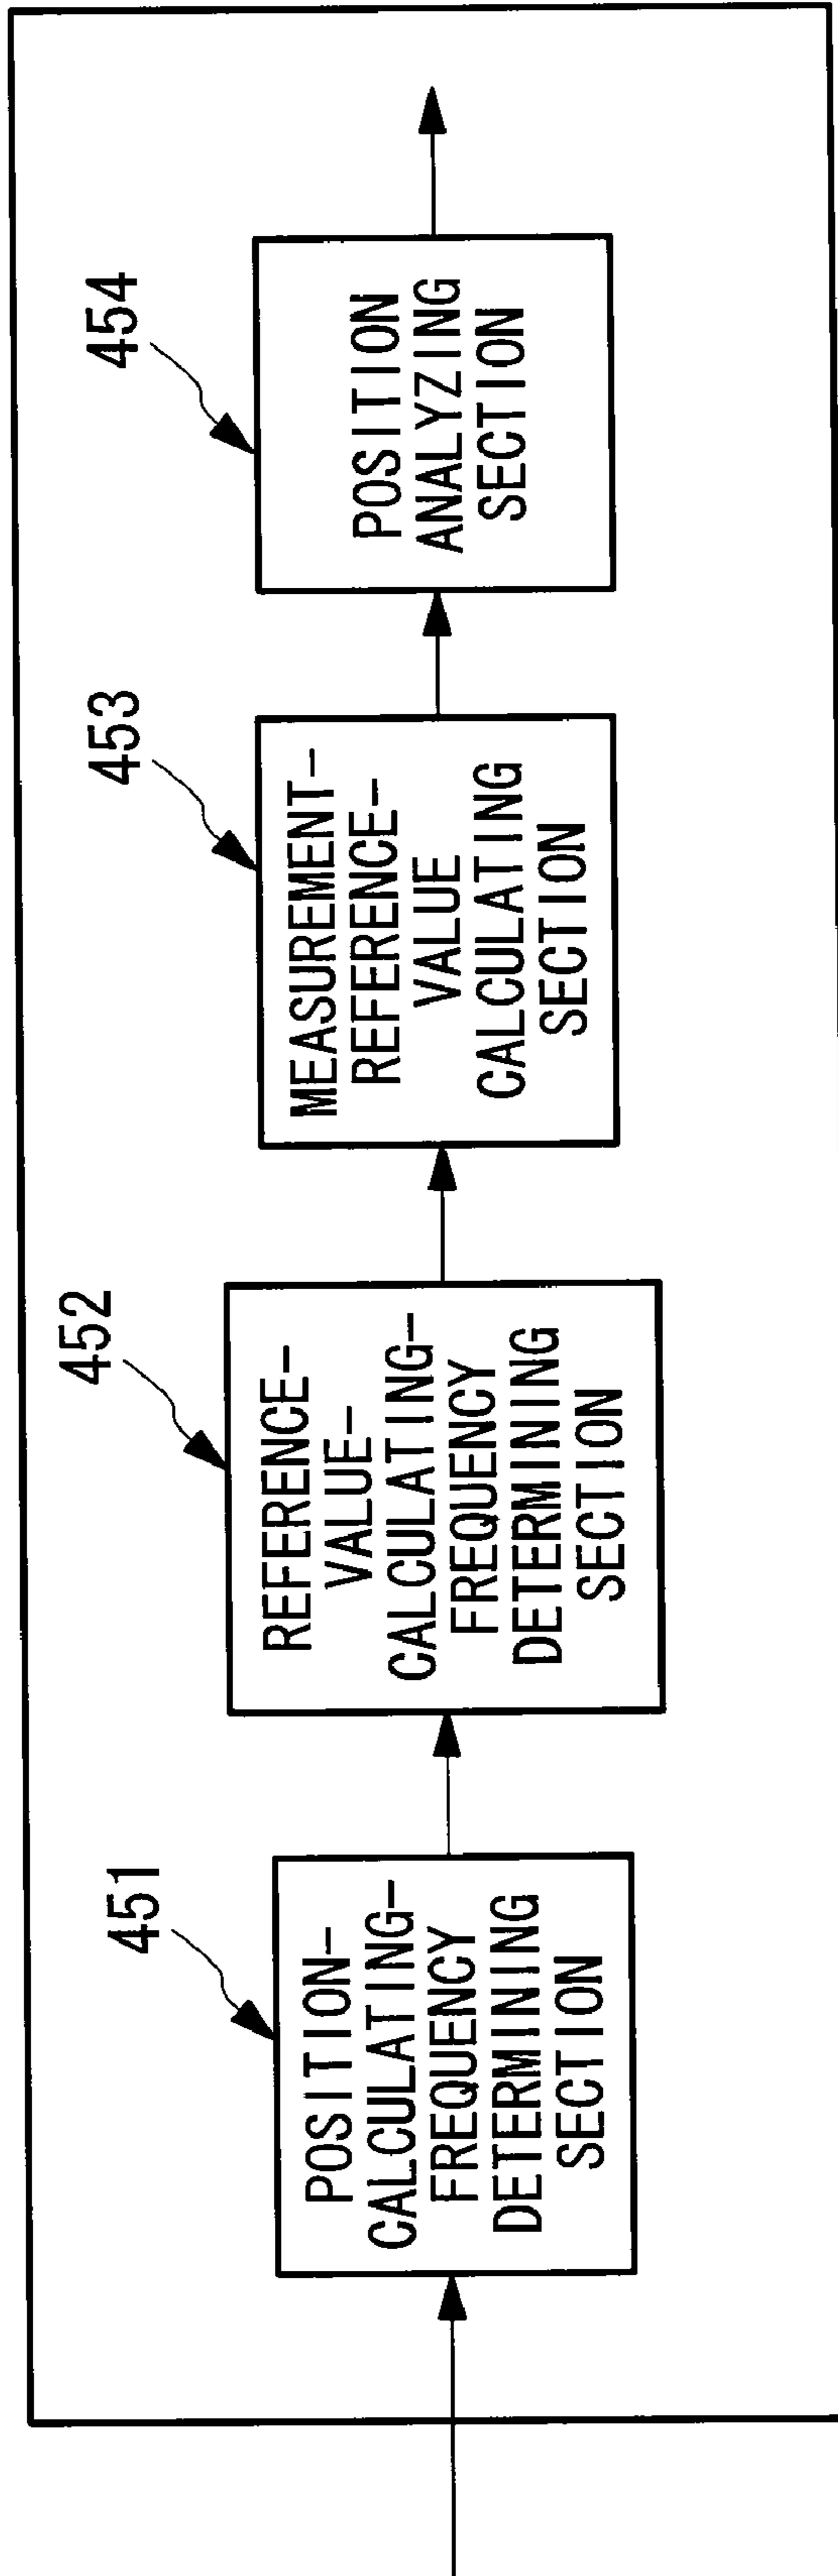 451
POSITION-
CALCULATING-
FREQUENCY
DETERMINING
SECTION
452
REFERENCE-
VALUE-
CALCULATING-
FREQUENCY
DETERMINING
SECTION
453
MEASUREMENT-
REFERENCE-
VALUE
CALCULATING
SECTION
454
POSITION
ANALYZING
SECTION